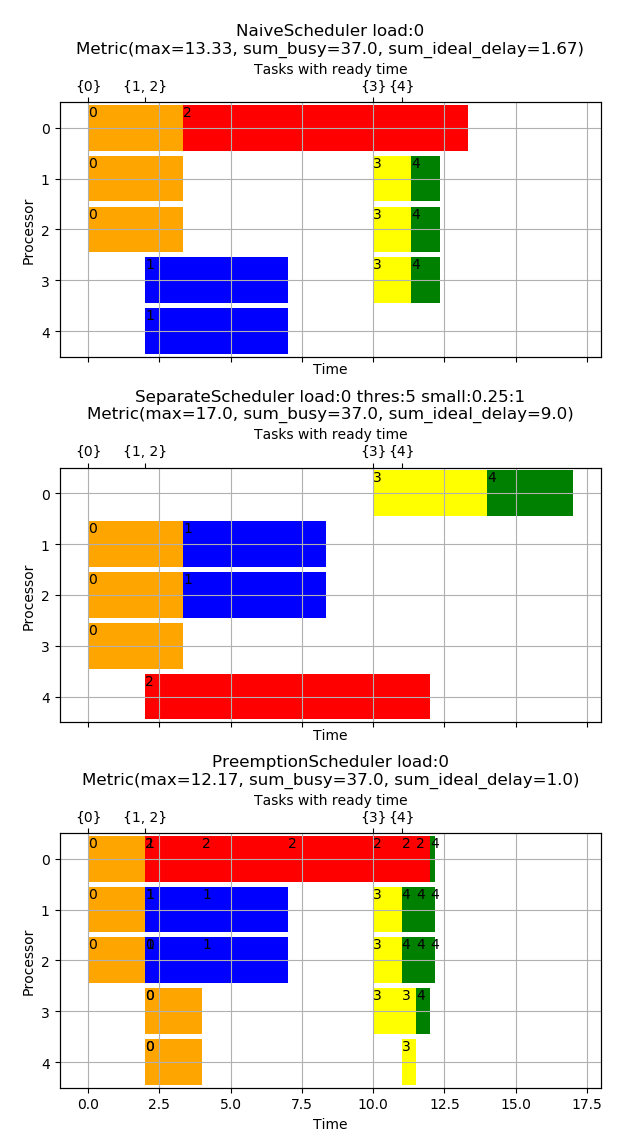 NaiveScheduler load:0
Metric(max=13.33, sum_busy=37.0, sum_ideal_delay=1.67)
Tasks with ready time
{0} {1, 2} {3} {4}
0 0 2
1 0 3 4
2 0 3 4
3 1 3 4
4 1
Processor
Time
SeparateScheduler load:0 thres:5 small:0.25:1
Metric(max=17.0, sum_busy=37.0, sum_ideal_delay=9.0)
Tasks with ready time
{0} {1, 2} {3} {4}
0 3 4
1 0 1
2 0 1
3 0
4 2
Processor
Time
PreemptionScheduler load:0
Metric(max=12.17, sum_busy=37.0, sum_ideal_delay=1.0)
Tasks with ready time
{0} {1, 2} {3} {4}
0 0 2 2 2 2 2 4
1 0 1 1 3 4 4 4
2 0 1 3 4 4 4
3 0 3 3 4
4 0 3
Processor
0.0 2.5 5.0 7.5 10.0 12.5 15.0 17.5
Time